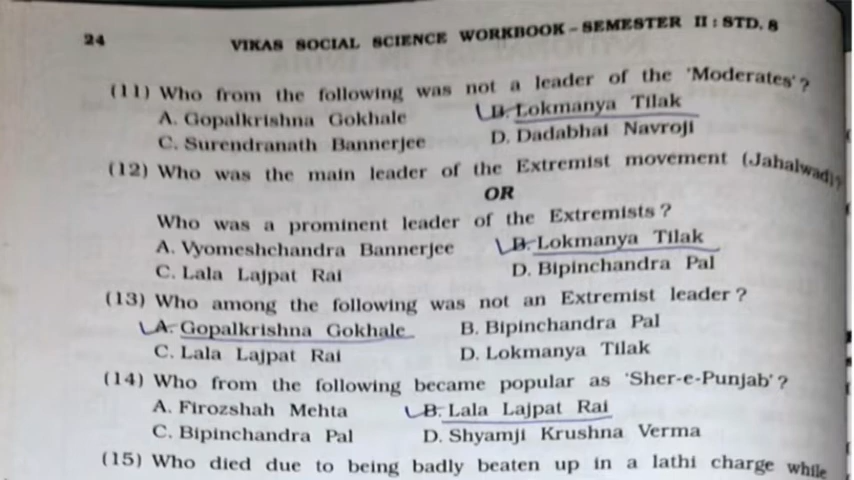 24 VIKAS SOCIAL SCIENCE WORKBOOK – SEMESTER II : STD. 8
(11) Who from the following was not a leader of the 'Moderates'?
A. Gopalkrishna Gokhale B. Lokmanya Tilak
C. Surendranath Bannerjee D. Dadabhai Navroji
(12) Who was the main leader of the Extremist movement (Jahalwad)?
OR
Who was a prominent leader of the Extremists?
A. Vyomeshchandra Bannerjee B. Lokmanya Tilak
C. Lala Lajpat Rai D. Bipinchandra Pal
(13) Who among the following was not an Extremist leader?
A. Gopalkrishna Gokhale B. Bipinchandra Pal
C. Lala Lajpat Rai D. Lokmanya Tilak
(14) Who from the following became popular as 'Sher-e-Punjab'?
A. Firozshah Mehta B. Lala Lajpat Rai
C. Bipinchandra Pal D. Shyamji Krushna Verma
(15) Who died due to being badly beaten up in a lathi charge while